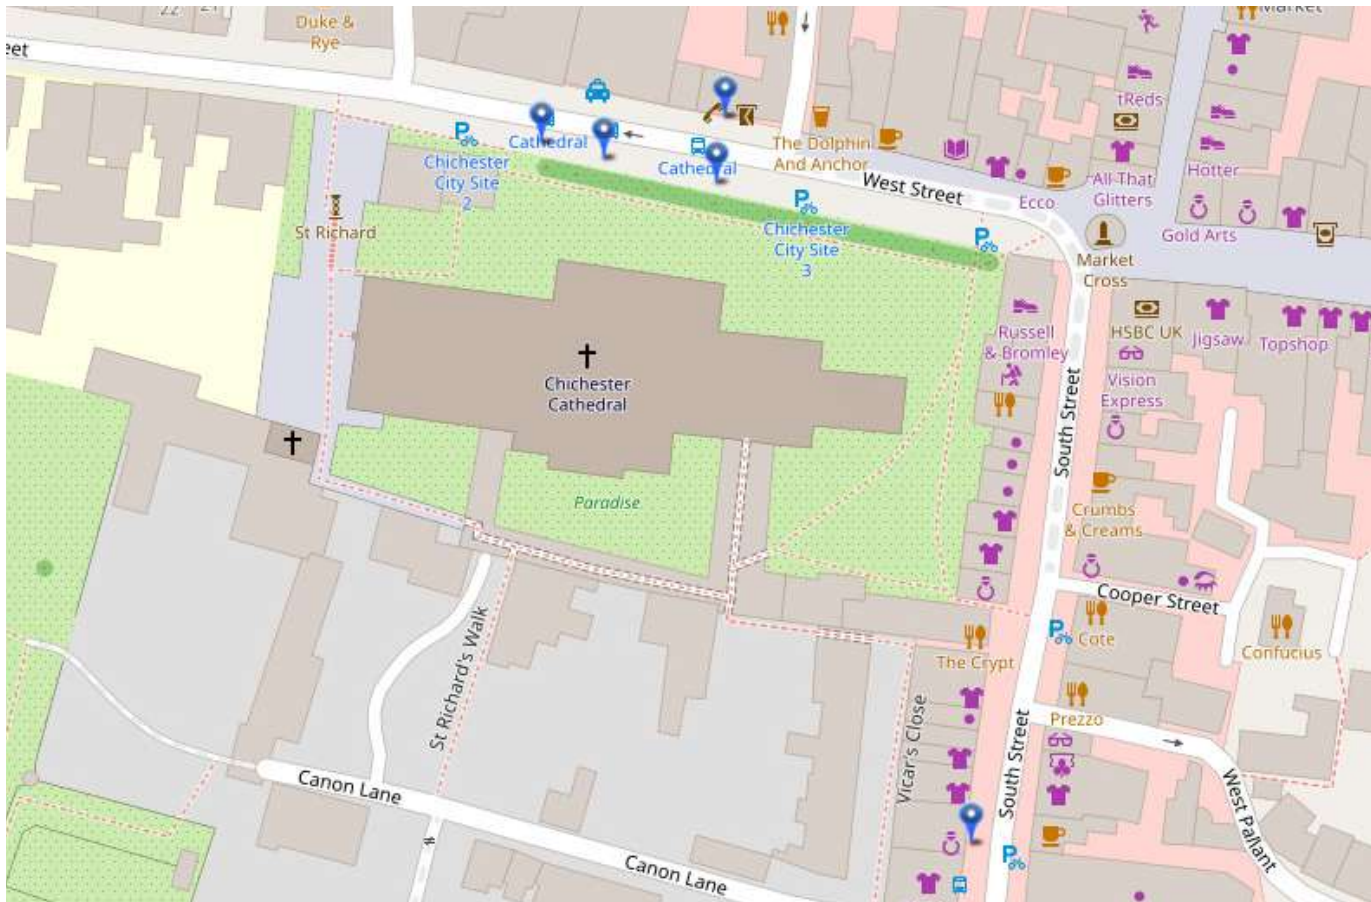 22
Duke &
Rye
Market
eet
tReds
Cathedral
Cathedral
The Dolphin
And Anchor
Chichester
City Site
2
West Street
Ecco
All That
Glitters
Hotter
St Richard
Chichester
City Site
3
Gold Arts
Market
Cross
Russell
& Bromley
HSBC UK
Jigsaw
Topshop
Chichester
Cathedral
Vision
Express
South Street
Paradise
Crumbs
& Creams
Cooper Street
Cote
Confucius
The Crypt
St Richard's Walk
Prezzo
Vicar's Close
South Street
West Pallant
Canon Lane
Canon Lane